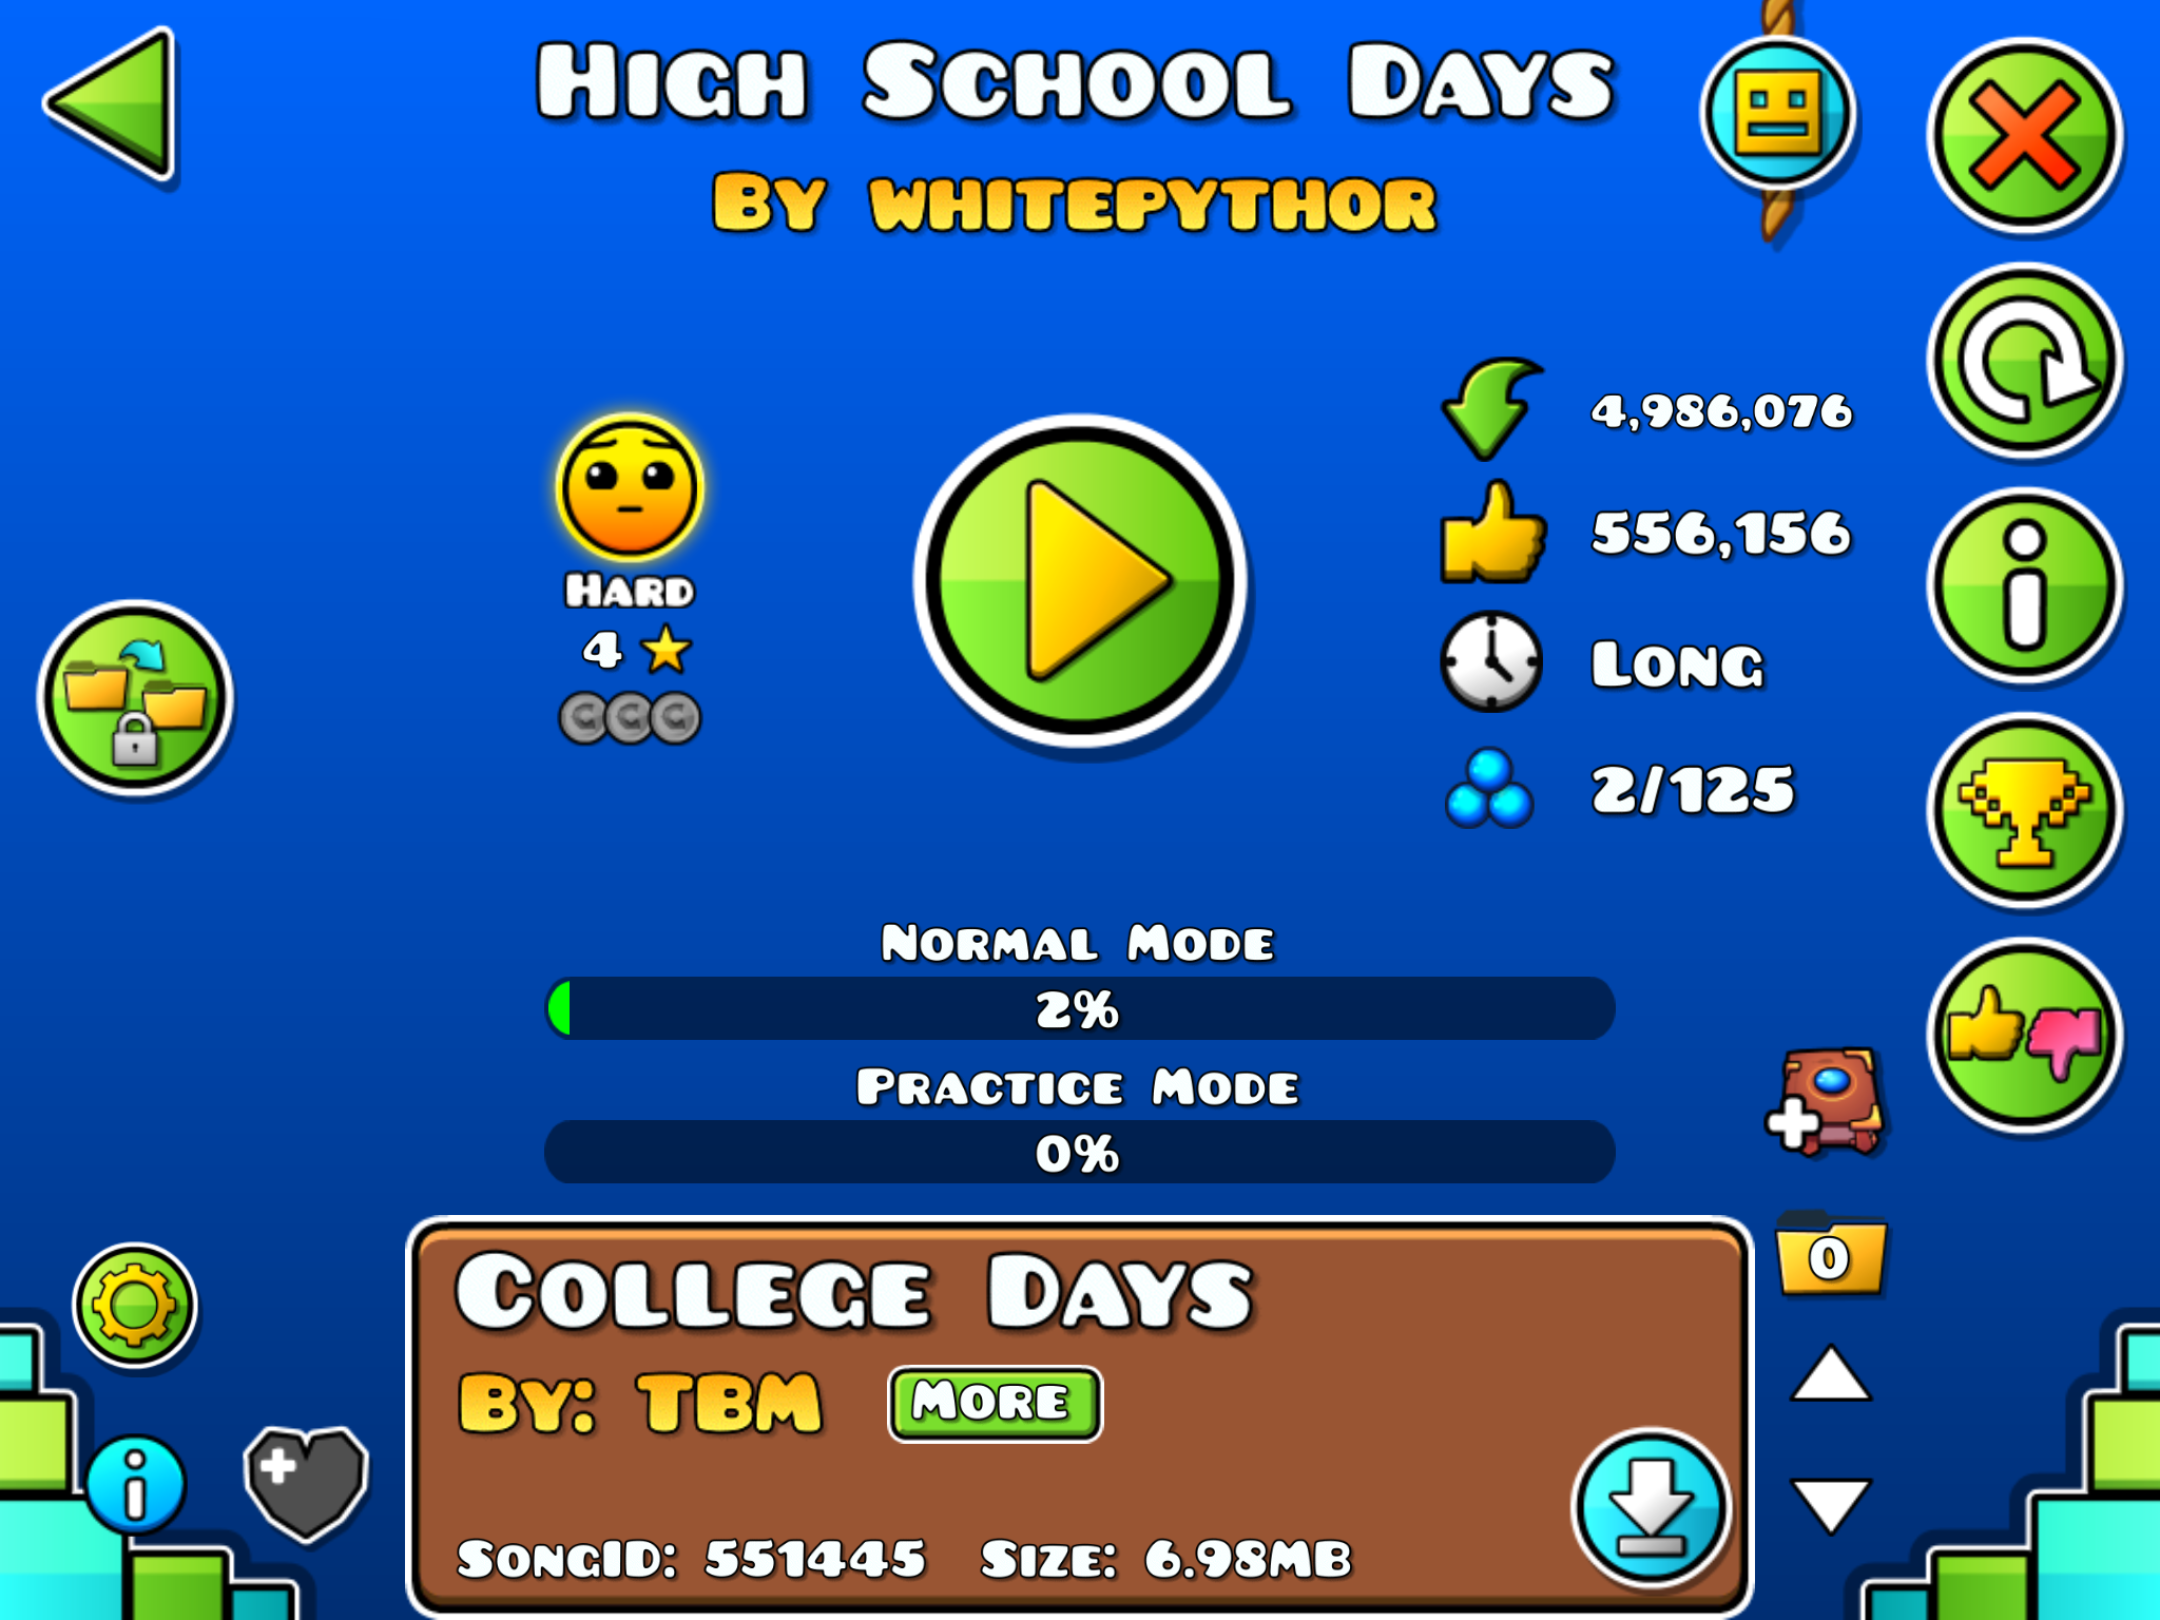 High School Days
By whitepythor
4,986,076
556,156
Hard
4
Long
2/125
Normal Mode
2%
Practice Mode
0%
College Days
0
By: TBM
More
SongID: 551445 Size: 6.98MB